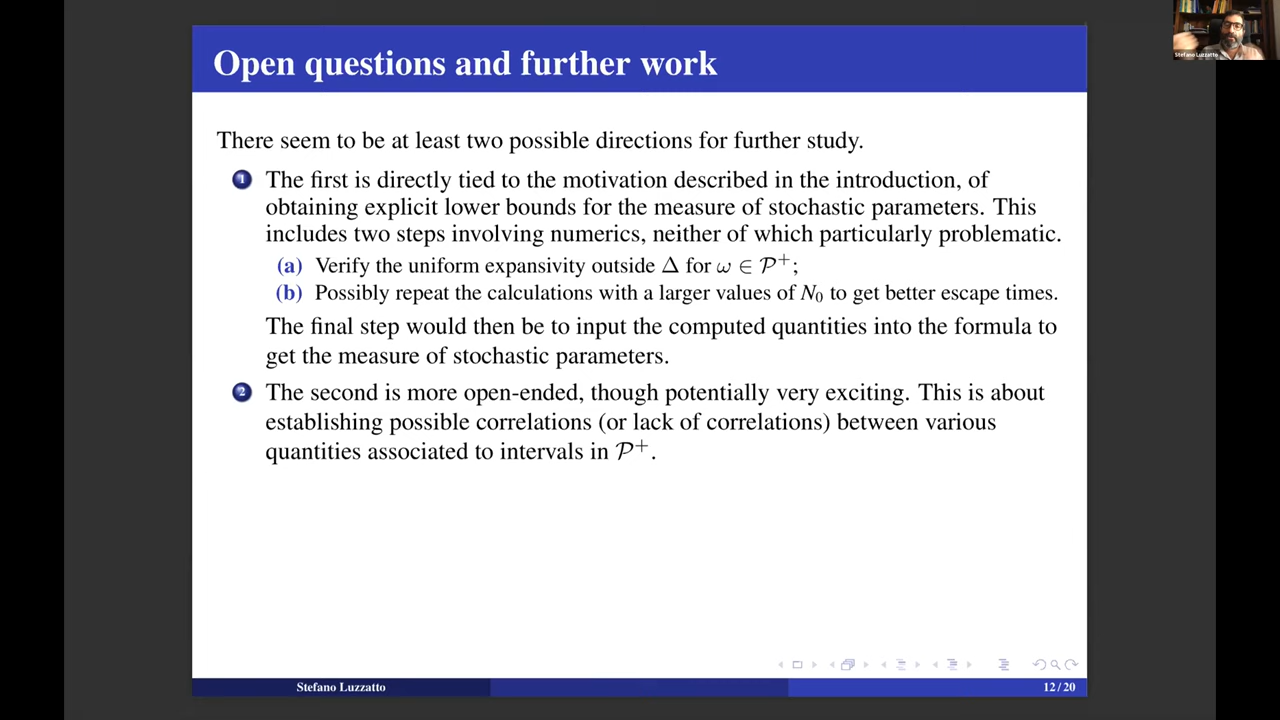 Open questions and further work
Stefano Luzzatto
There seem to be at least two possible directions for further study.
1 The first is directly tied to the motivation described in the introduction, of
obtaining explicit lower bounds for the measure of stochastic parameters. This
includes two steps involving numerics, neither of which particularly problematic.
(a) Verify the uniform expansivity outside Δ for ω ∈ 𝒫⁺;
(b) Possibly repeat the calculations with a larger values of N₀ to get better escape times.
The final step would then be to input the computed quantities into the formula to
get the measure of stochastic parameters.
2 The second is more open-ended, though potentially very exciting. This is about
establishing possible correlations (or lack of correlations) between various
quantities associated to intervals in 𝒫⁺.
Stefano Luzzatto
12 / 20